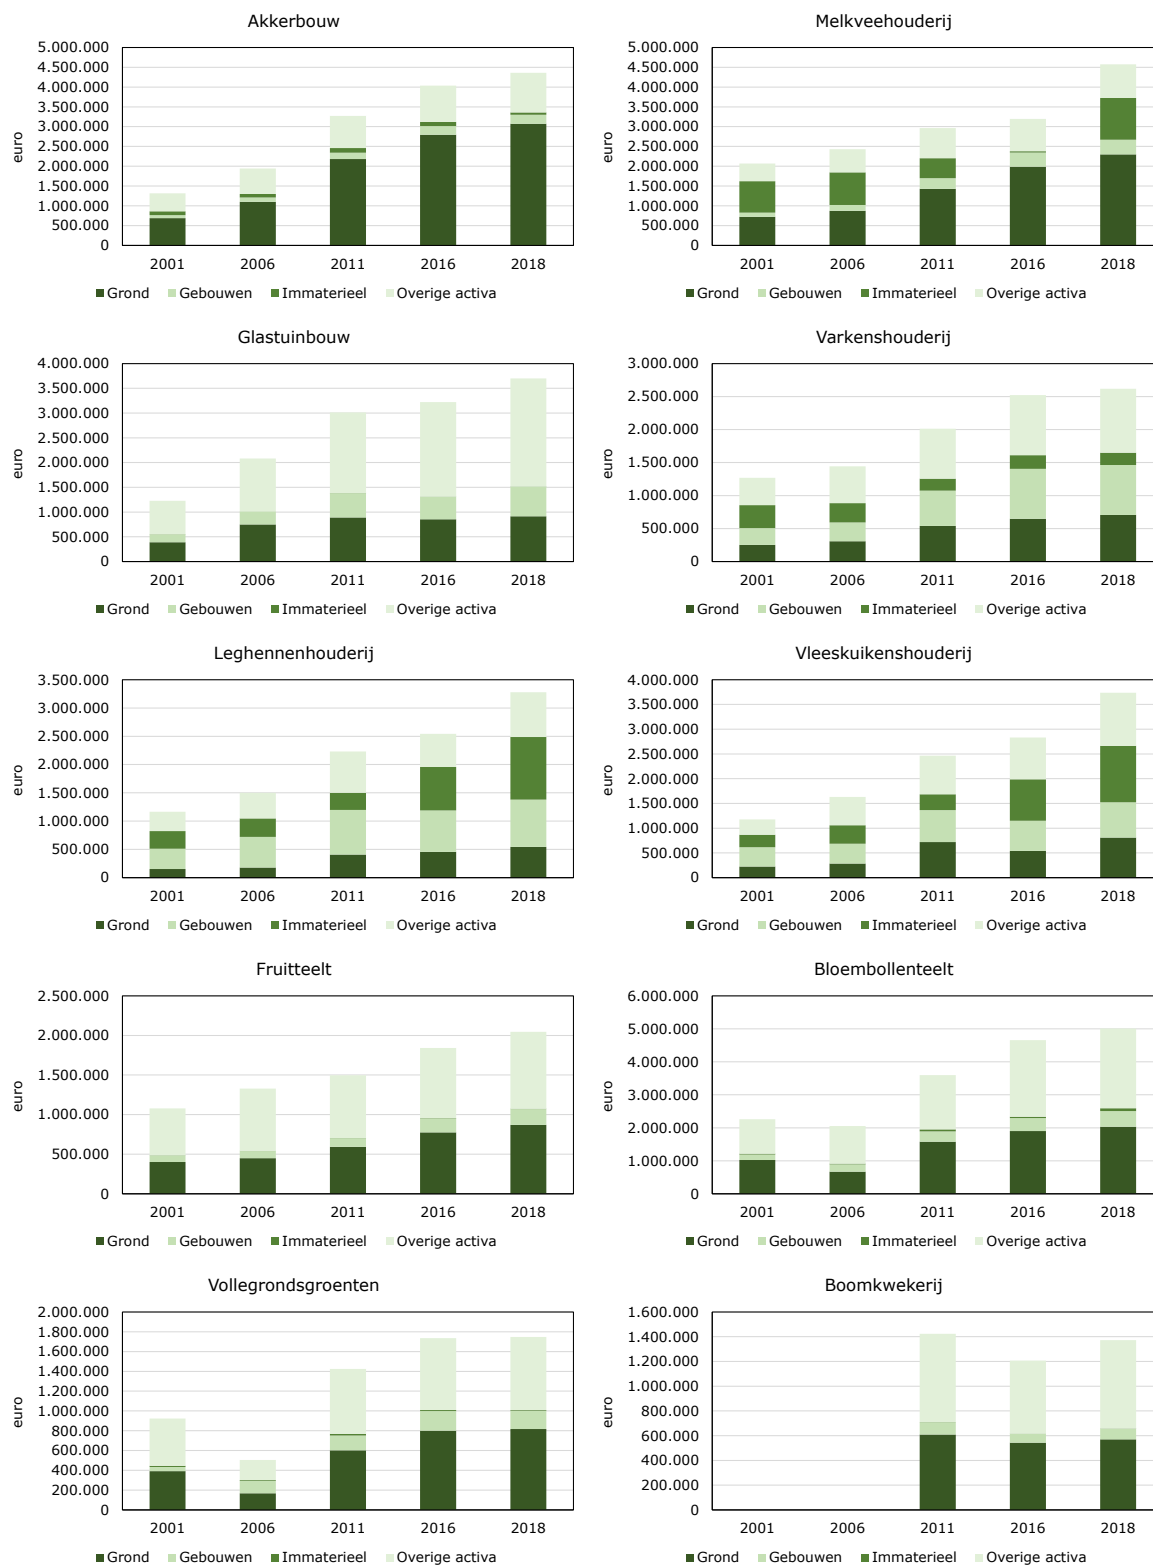 Akkerbouw
5.000.000
4.500.000
4.000.000
3.500.000
3.000.000
2.500.000
2.000.000
1.500.000
1.000.000
500.000
0
euro
2001 2006 2011 2016 2018
Grond Gebouwen Immaterieel Overige activa
Melkveehouderij
5.000.000
4.500.000
4.000.000
3.500.000
3.000.000
2.500.000
2.000.000
1.500.000
1.000.000
500.000
0
euro
2001 2006 2011 2016 2018
Grond Gebouwen Immaterieel Overige activa
Glastuinbouw
4.000.000
3.500.000
3.000.000
2.500.000
2.000.000
1.500.000
1.000.000
500.000
0
euro
2001 2006 2011 2016 2018
Grond Gebouwen Immaterieel Overige activa
Varkenshouderij
3.000.000
2.500.000
2.000.000
1.500.000
1.000.000
500.000
0
euro
2001 2006 2011 2016 2018
Grond Gebouwen Immaterieel Overige activa
Leghennenhouderij
3.500.000
3.000.000
2.500.000
2.000.000
1.500.000
1.000.000
500.000
0
euro
2001 2006 2011 2016 2018
Grond Gebouwen Immaterieel Overige activa
Vleeskuikenshouderij
4.000.000
3.500.000
3.000.000
2.500.000
2.000.000
1.500.000
1.000.000
500.000
0
euro
2001 2006 2011 2016 2018
Grond Gebouwen Immaterieel Overige activa
Fruitteelt
2.500.000
2.000.000
1.500.000
1.000.000
500.000
0
euro
2001 2006 2011 2016 2018
Grond Gebouwen Immaterieel Overige activa
Bloembollenteelt
6.000.000
5.000.000
4.000.000
3.000.000
2.000.000
1.000.000
0
euro
2001 2006 2011 2016 2018
Grond Gebouwen Immaterieel Overige activa
Vollegrondsgroenten
2.000.000
1.800.000
1.600.000
1.400.000
1.200.000
1.000.000
800.000
600.000
400.000
200.000
0
euro
2001 2006 2011 2016 2018
Grond Gebouwen Immaterieel Overige activa
Boomkwekerij
1.600.000
1.400.000
1.200.000
1.000.000
800.000
600.000
400.000
200.000
0
euro
2001 2006 2011 2016 2018
Grond Gebouwen Immaterieel Overige activa